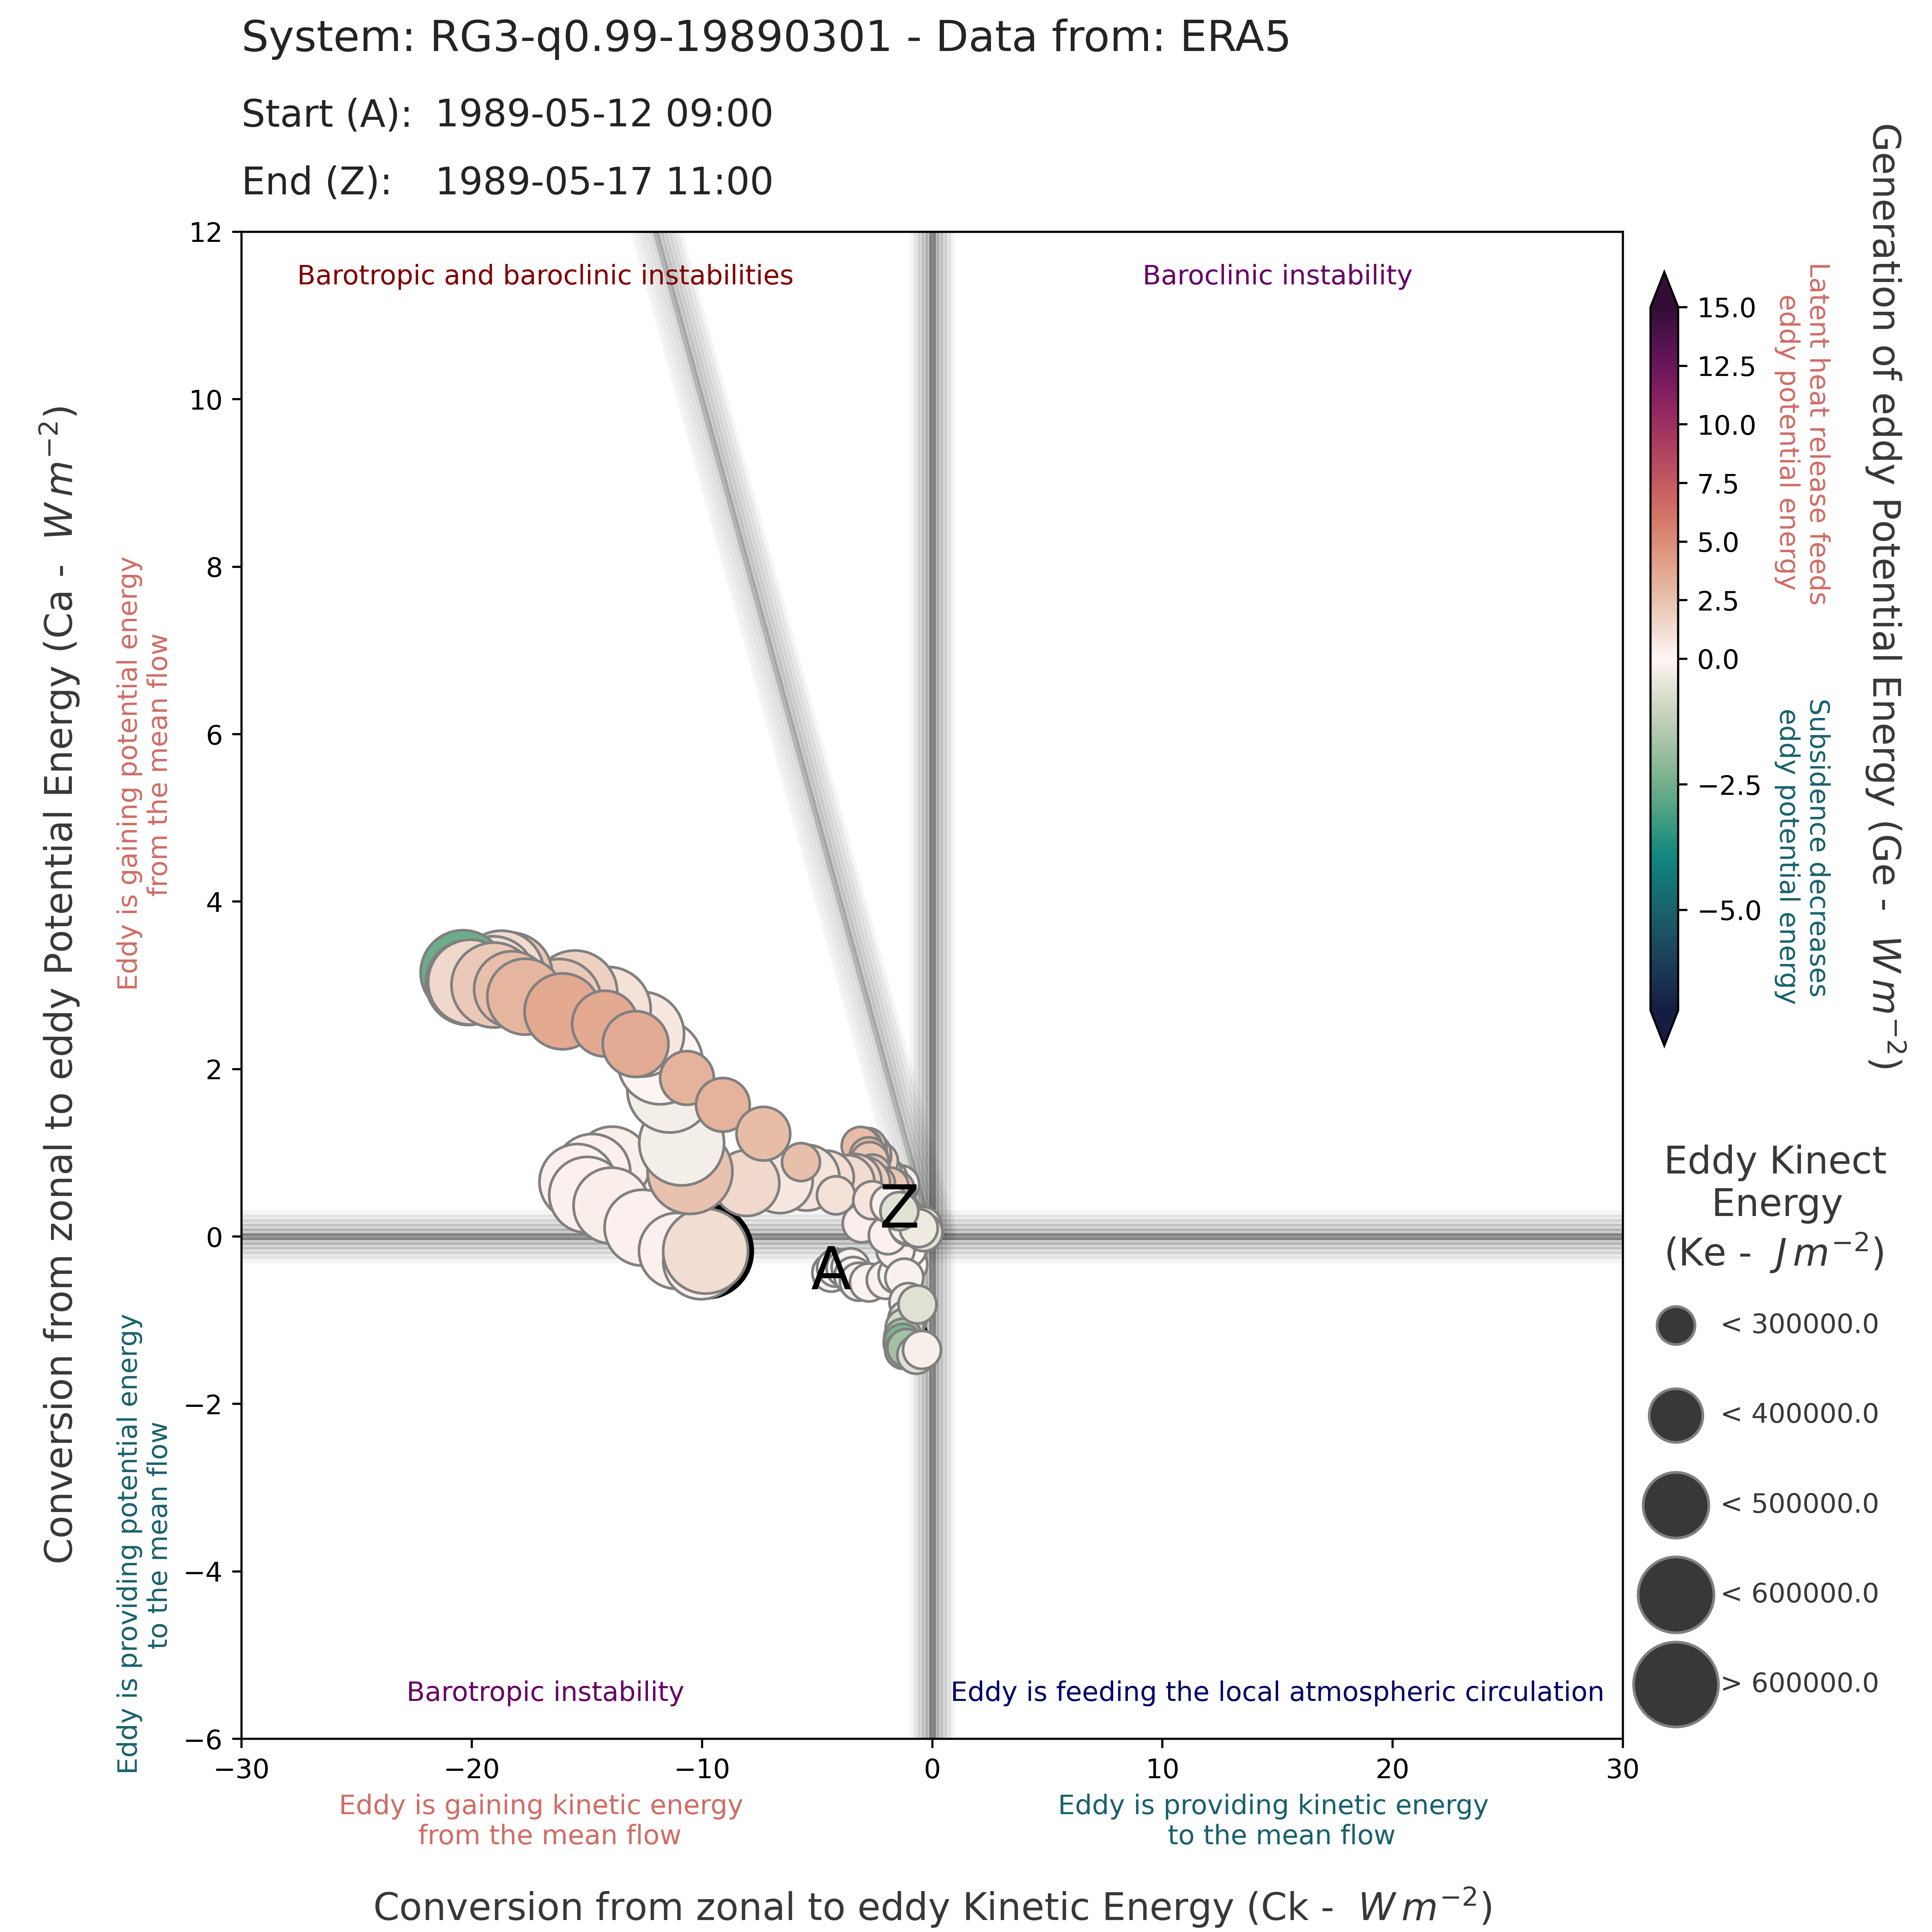 System: RG3-q0.99-19890301 - Data from: ERA5
Start (A): 1989-05-12 09:00
End (Z): 1989-05-17 11:00
Conversion from zonal to eddy Potential Energy (Ca - W m⁻²)
Eddy is gaining potential energy
from the mean flow
Eddy is providing potential energy
to the mean flow
12
10
8
6
4
2
0
−2
−4
−6
Barotropic and baroclinic instabilities
Baroclinic instability
Z
A
Barotropic instability
Eddy is feeding the local atmospheric circulation
−30
−20
−10
0
10
20
30
Eddy is gaining kinetic energy
from the mean flow
Eddy is providing kinetic energy
to the mean flow
Conversion from zonal to eddy Kinetic Energy (Ck - W m⁻²)
15.0
12.5
10.0
7.5
5.0
2.5
0.0
−2.5
−5.0
Latent heat release feeds
eddy potential energy
Subsidence decreases
eddy potential energy
Generation of eddy Potential Energy (Ge - W m⁻²)
Eddy Kinect
Energy
(Ke - J m⁻²)
< 300000.0
< 400000.0
< 500000.0
< 600000.0
> 600000.0